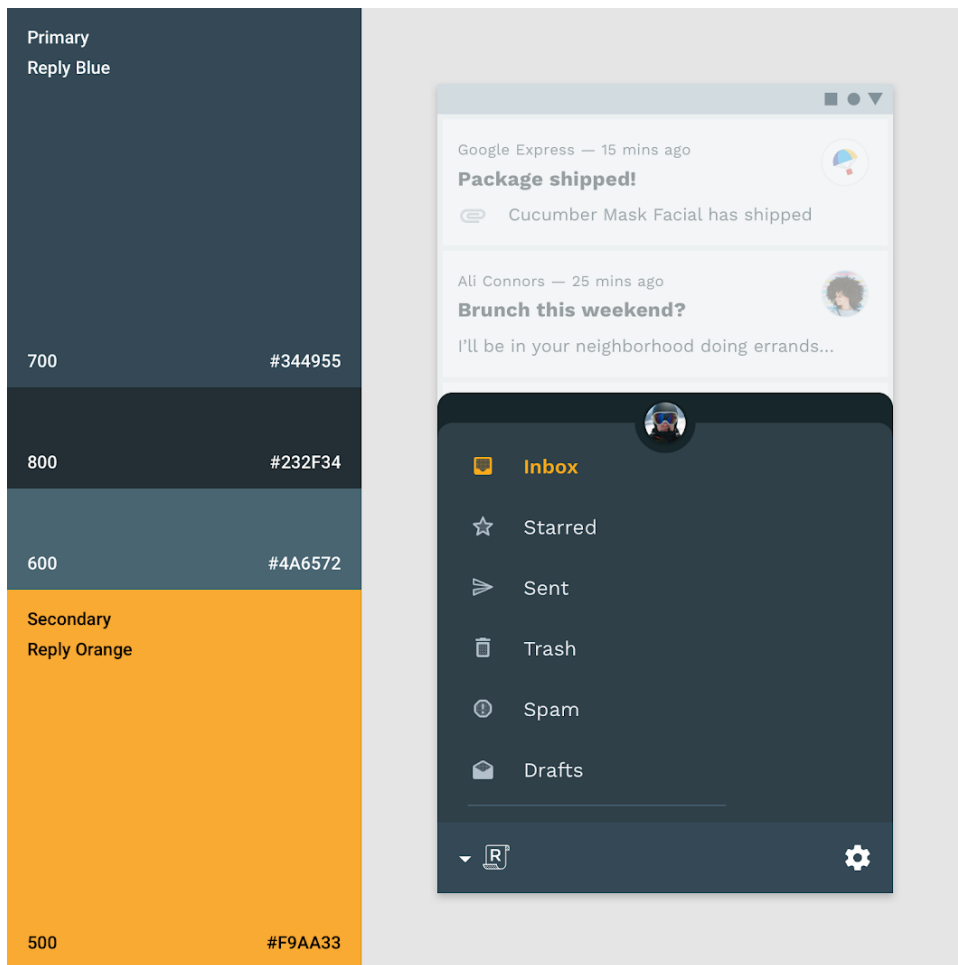 Primary
Reply Blue
700 #344955
800 #232F34
600 #4A6572
Secondary
Reply Orange
500 #F9AA33
Google Express — 15 mins ago
Package shipped!
Cucumber Mask Facial has shipped
Ali Connors — 25 mins ago
Brunch this weekend?
I’ll be in your neighborhood doing errands...
Inbox
Starred
Sent
Trash
Spam
Drafts
R